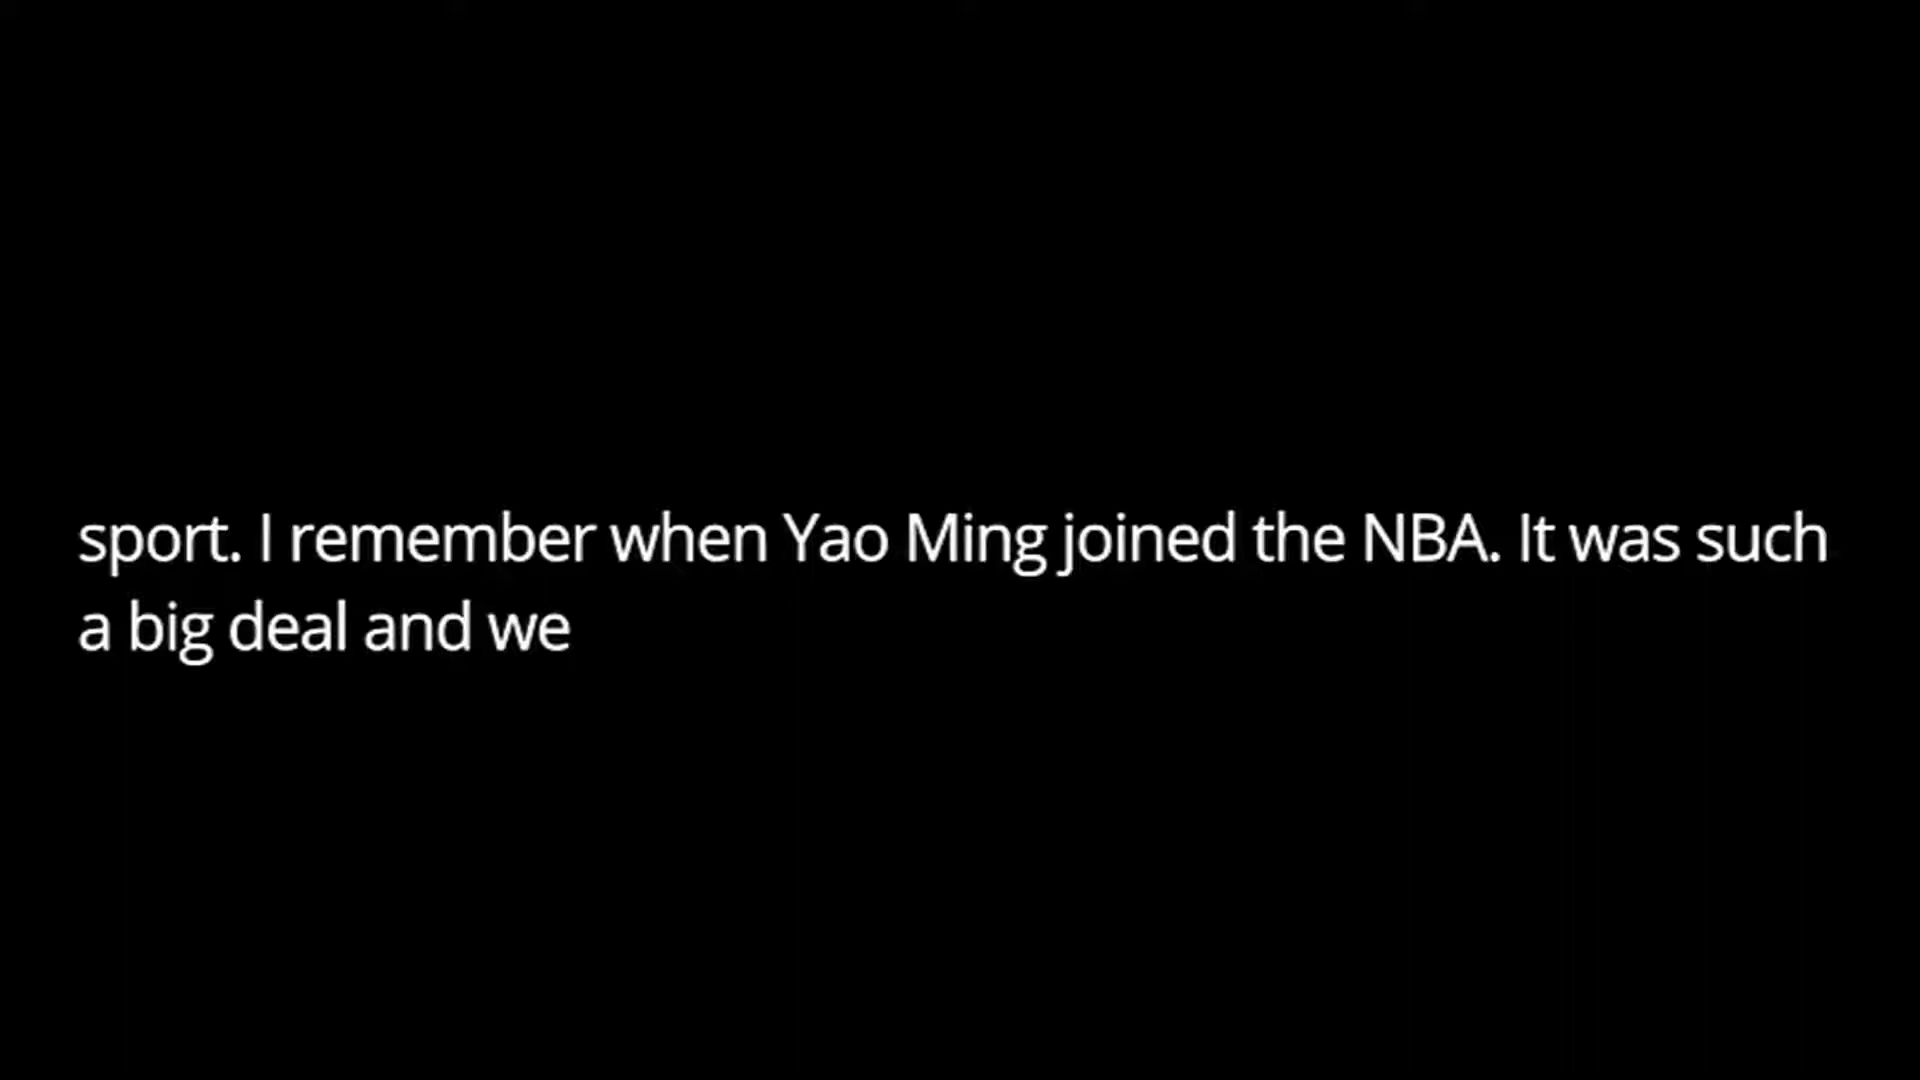 sport. I remember when Yao Ming joined the NBA. It was such
a big deal and we